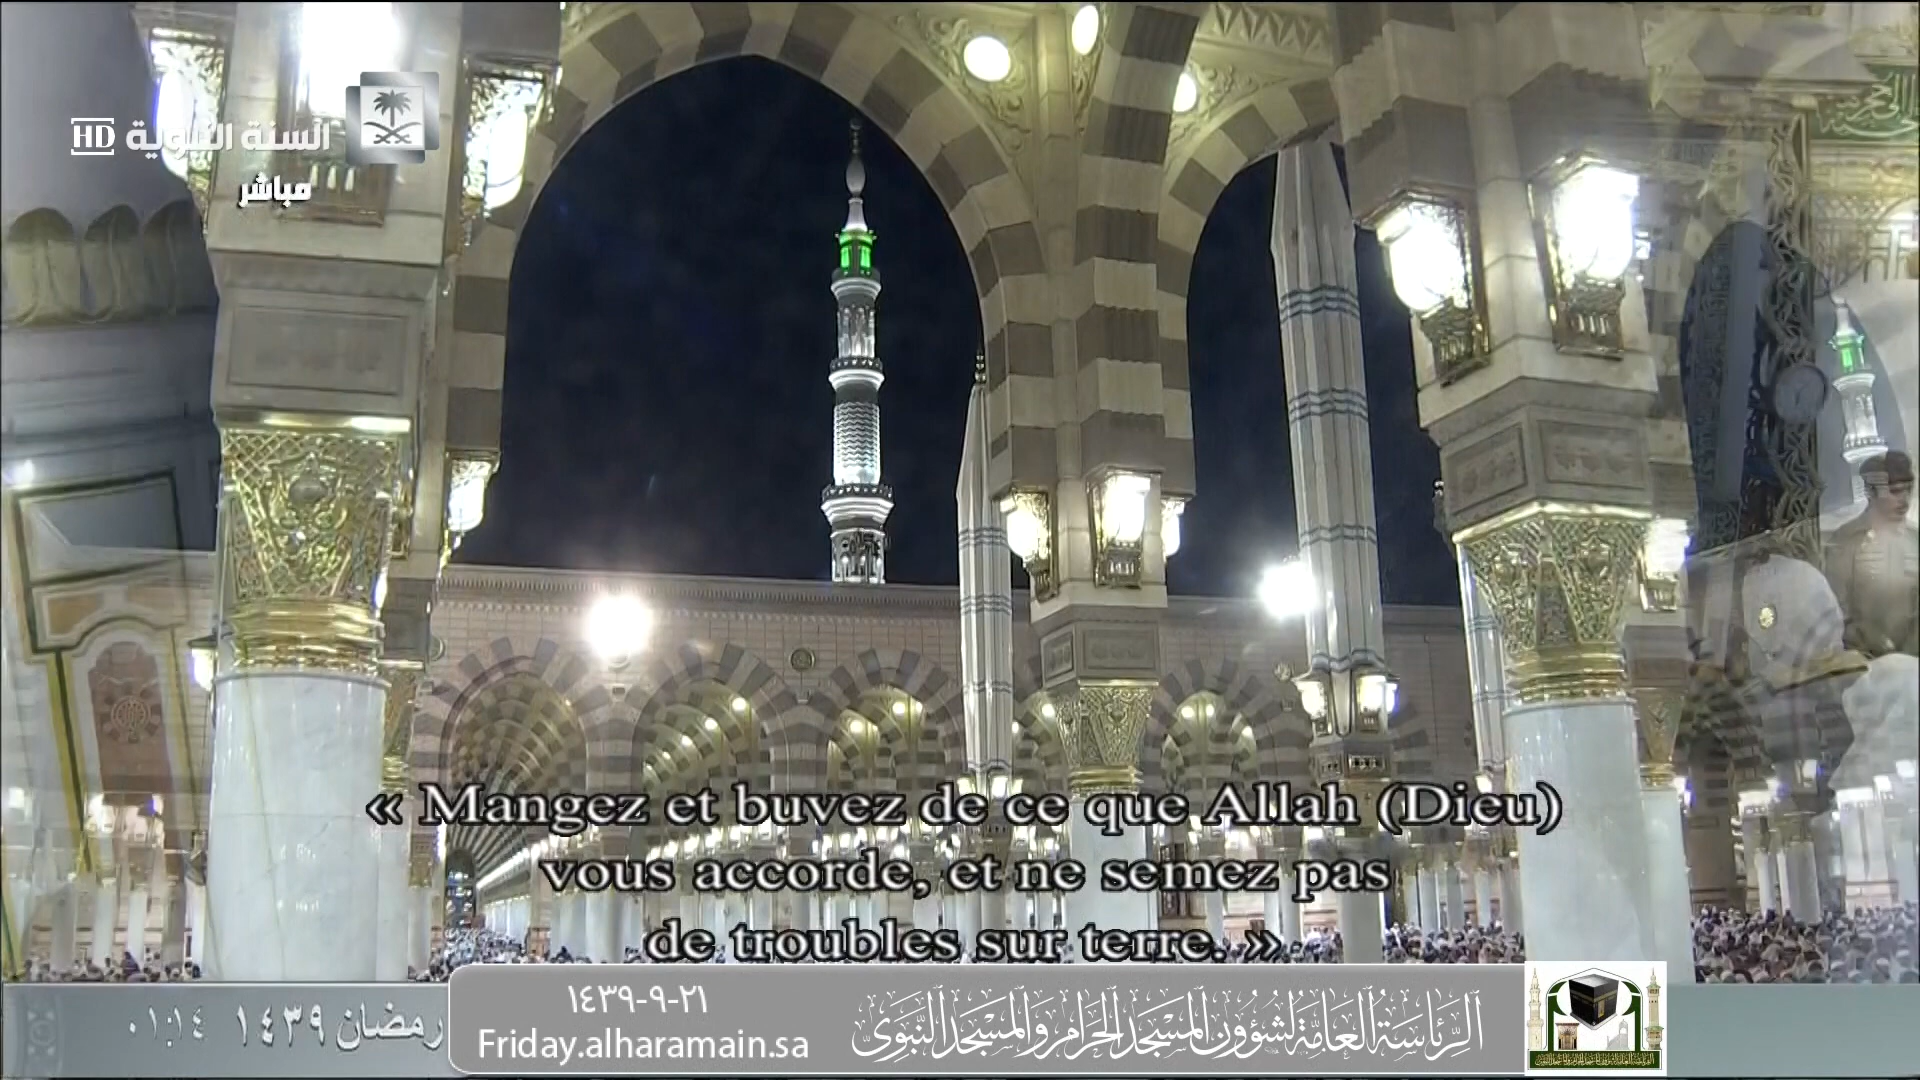 HD السنة النبوية
مباشر
« Mangez et buvez de ce que Allah (Dieu)
vous accorde, et ne semez pas
de troubles sur terre. »
٠١:١٤ رمضان ١٤٣٩
١٤٣٩-٩-٢١
Friday.alharamain.sa
الرئاسة العامة لشؤون المسجد الحرام والمسجد النبوي